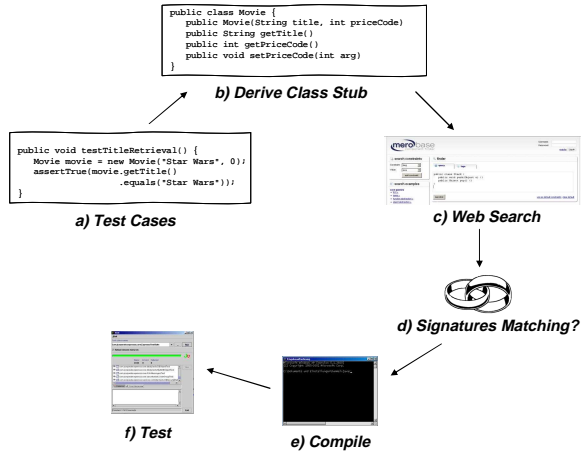 public class Movie {
public Movie(String title, int priceCode)
public String getTitle()
public int getPriceCode()
public void setPriceCode(int arg)
}
b) Derive Class Stub
public void testTitleRetrieval() {
Movie movie = new Movie("Star Wars", 0);
assertTrue(movie.getTitle()
.equals("Star Wars"));
}
a) Test Cases
merobase
c) Web Search
d) Signatures Matching?
e) Compile
f) Test